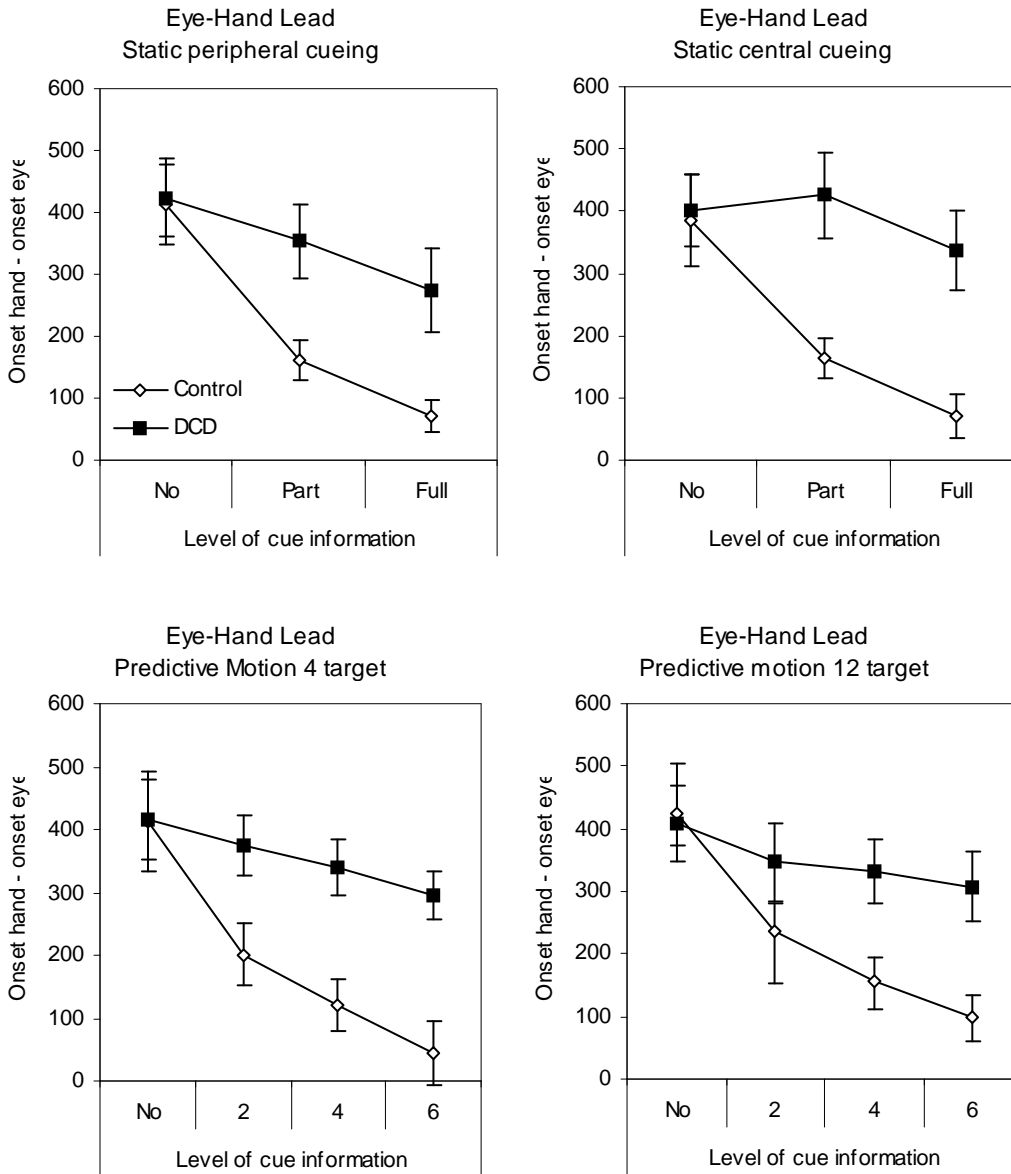 Eye-Hand Lead
Static peripheral cueing
600
500
400
300
200
100
0
Onset hand - onset eye
Control
DCD
No Part Full
Level of cue information
Eye-Hand Lead
Static central cueing
600
500
400
300
200
100
0
Onset hand - onset eye
No Part Full
Level of cue information
Eye-Hand Lead
Predictive Motion 4 target
600
500
400
300
200
100
0
Onset hand - onset eye
No 2 4 6
Level of cue information
Eye-Hand Lead
Predictive motion 12 target
600
500
400
300
200
100
0
Onset hand - onset eye
No 2 4 6
Level of cue information